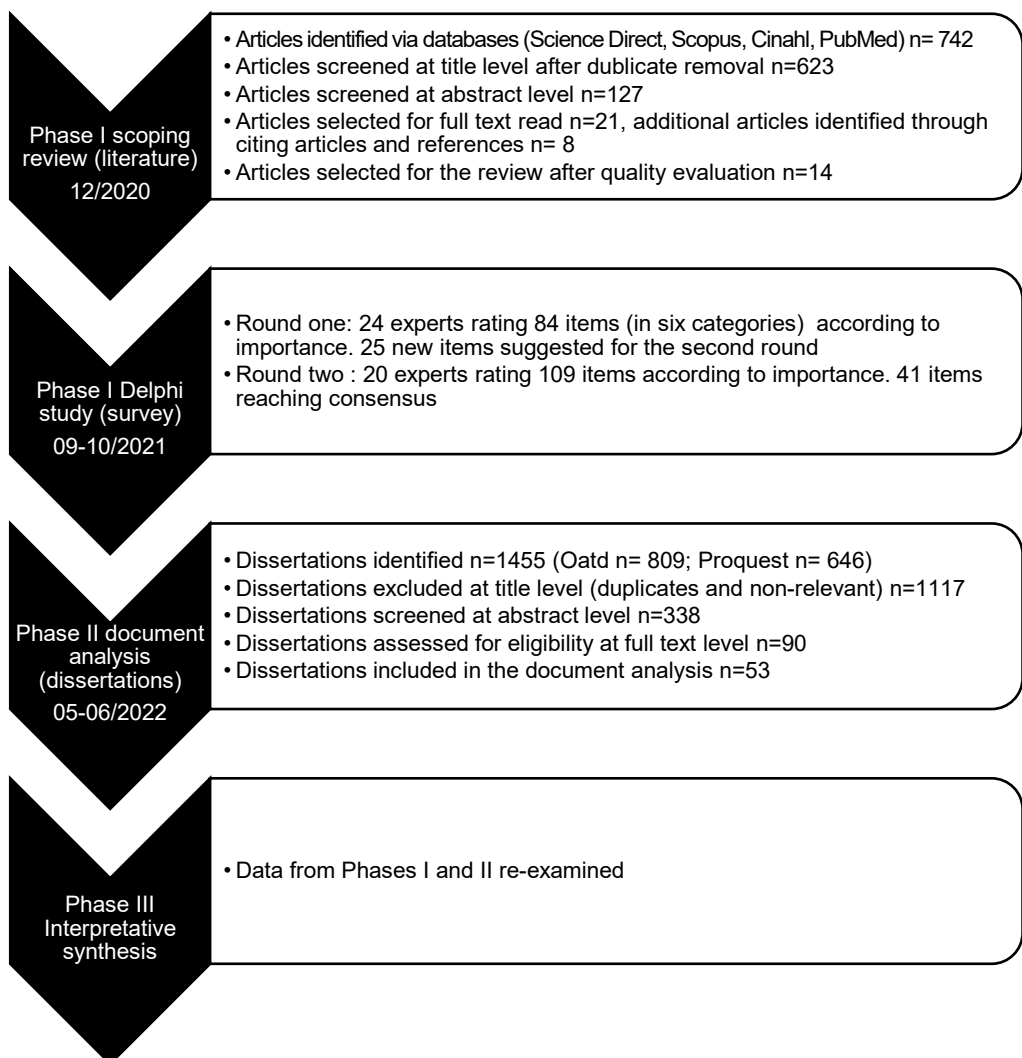 Phase I scoping
review (literature)
12/2020
• Articles identified via databases (Science Direct, Scopus, Cinahl, PubMed) n= 742
• Articles screened at title level after dublicate removal n=623
• Articles screened at abstract level n=127
• Articles selected for full text read n=21, additional articles identified through
citing articles and references n= 8
• Articles selected for the review after quality evaluation n=14
Phase I Delphi
study (survey)
09-10/2021
• Round one: 24 experts rating 84 items (in six categories) according to
importance. 25 new items suggested for the second round
• Round two : 20 experts rating 109 items according to importance. 41 items
reaching consensus
Phase II document
analysis
(dissertations)
05-06/2022
• Dissertations identified n=1455 (Oatd n= 809; Proquest n= 646)
• Dissertations excluded at title level (duplicates and non-relevant) n=1117
• Dissertations screened at abstract level n=338
• Dissertations assessed for eligibility at full text level n=90
• Dissertations included in the document analysis n=53
Phase III
Interpretative
synthesis
• Data from Phases I and II re-examined